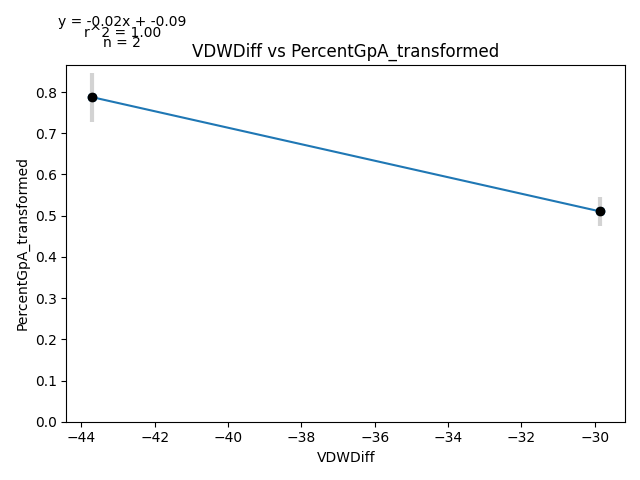 y = -0.02x + -0.09
r^2 = 1.00
n = 2
VDWDiff vs PercentGpA_transformed
PercentGpA_transformed
0.8
0.7
0.6
0.5
0.4
0.3
0.2
0.1
0.0
−44 −42 −40 −38 −36 −34 −32 −30
VDWDiff